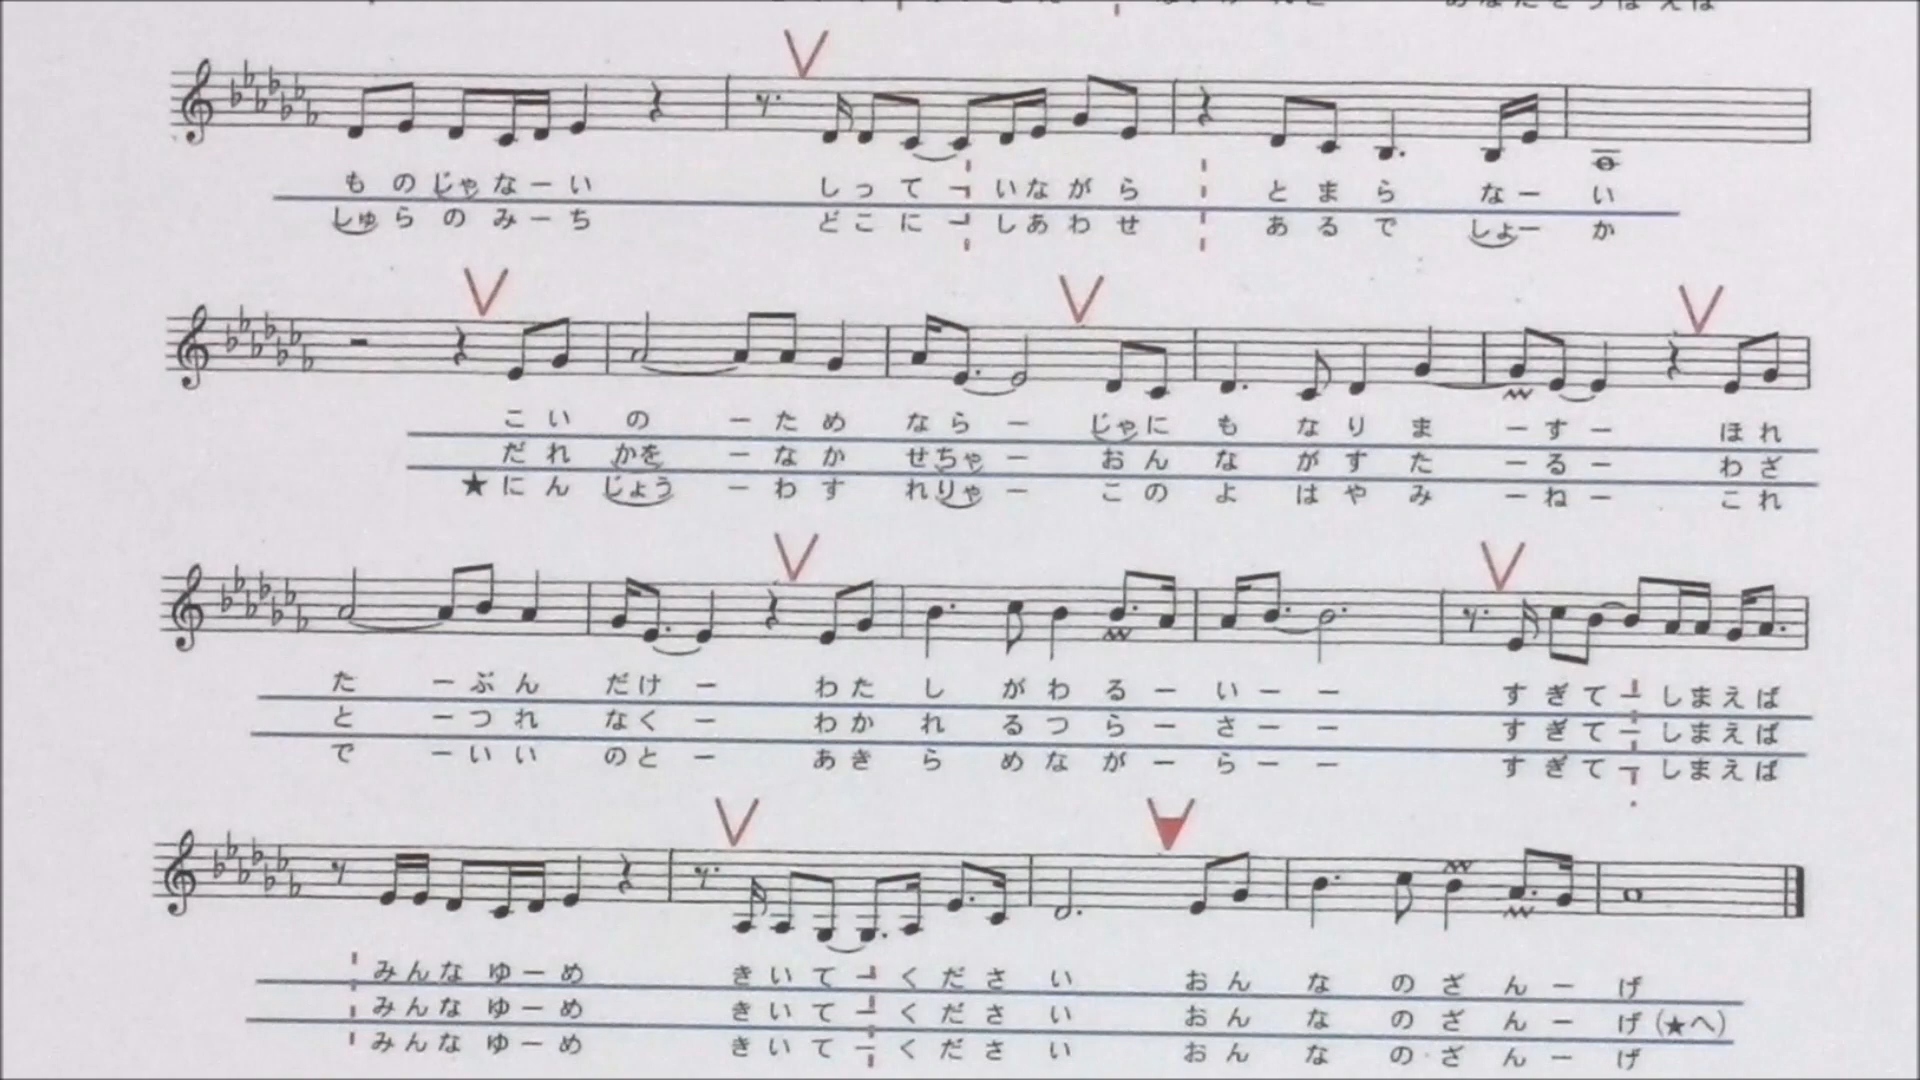 ものじゃなーい しってーいながら とまらなーい
しゅらのみーち どこにーしあわせ あるでしょーか
こいのーためならーじゃにもなりまーすー ほれ
だれかをーなかせちゃーおんながすたーるー わざ
★にんじょうーわすれりゃーこのよはやみーねー これ
たーぶんだけー わたしがわるーいーー すぎてーしまえば
とーつれなくー わかれるつらーさーー すぎてーしまえば
でーいいのとー あきらめながーらーー すぎてーしまえば
みんなゆーめ きいてーください おんなのざんーげ
みんなゆーめ きいてーください おんなのざんーげ(★へ)
みんなゆーめ きいてーください おんなのざんーげ